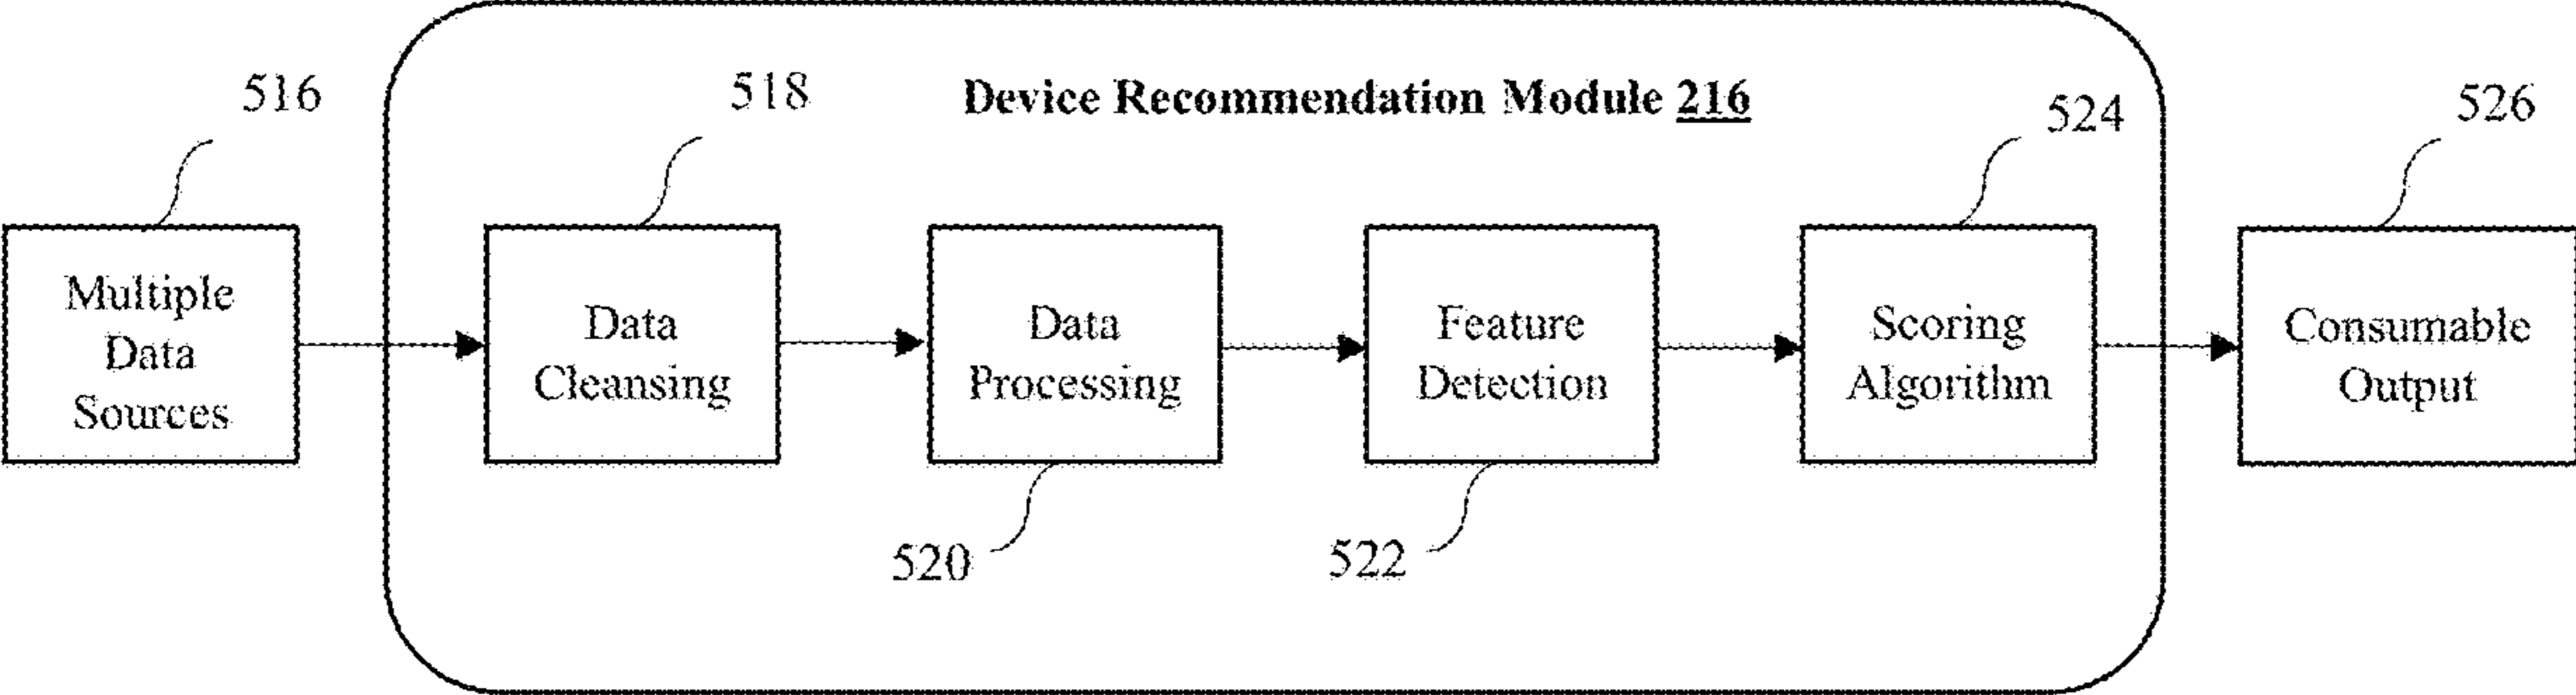 516
518
Device Recommendation Module 216
524
526
Multiple
Data
Sources
Data
Cleansing
Data
Processing
Feature
Detection
Scoring
Algorithm
Consumable
Output
520
522